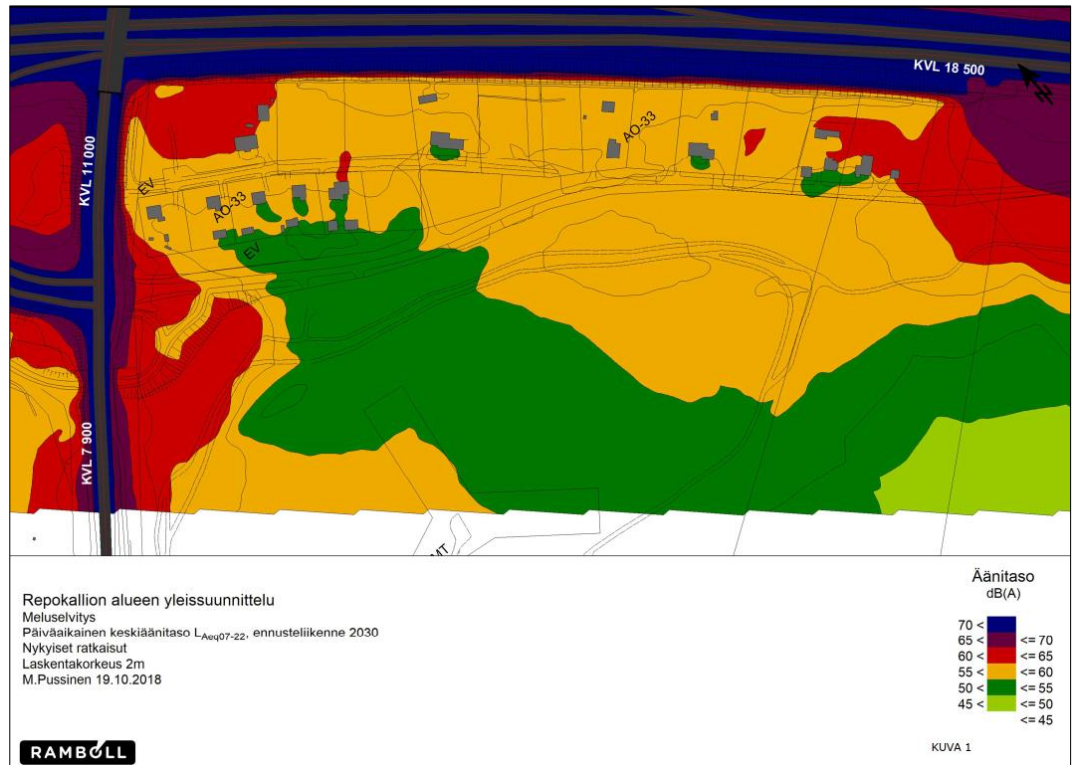 KVL 18 500
N
KVL 11 000
AO-33
EV
AO-33
EV
KVL 7 900
MT
Repokallion alueen yleissuunnittelu
Meluselvitys
Päiväaikainen keskiäänitaso LAeq07-22, ennusteliikenne 2030
Nykyiset ratkaisut
Laskentakorkeus 2m
M.Pussinen 19.10.2018
Äänitaso
dB(A)
70 <
65 < <= 70
60 < <= 65
55 < <= 60
50 < <= 55
45 < <= 50
<= 45
RAMBOLL
KUVA 1